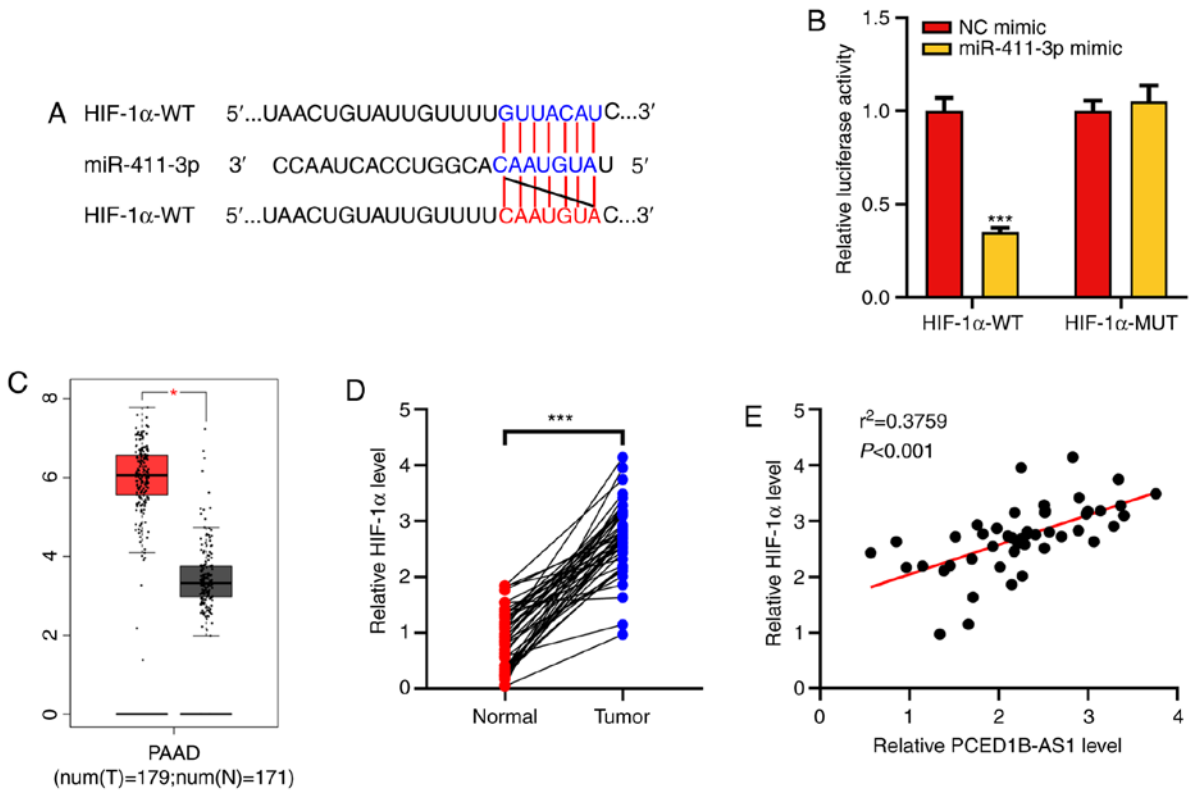 A
HIF-1α-WT 5′...UAACUGUAUUGUUUUGUUACAUC...3′
miR-411-3p 3′ CCAAUCACCUGGCACAAUGUAU 5′
HIF-1α-WT 5′...UAACUGUAUUGUUUUCAAUGUAC...3′
B
NC mimic
miR-411-3p mimic
Relative luciferase activity
1.5
1.0
0.5
0.0
***
HIF-1α-WT HIF-1α-MUT
C
8
6
4
2
0
*
PAAD
(num(T)=179;num(N)=171)
D
Relative HIF-1α level
5
4
3
2
1
0
***
Normal Tumor
E
r²=0.3759
P<0.001
Relative HIF-1α level
5
4
3
2
1
0
0 1 2 3 4
Relative PCED1B-AS1 level